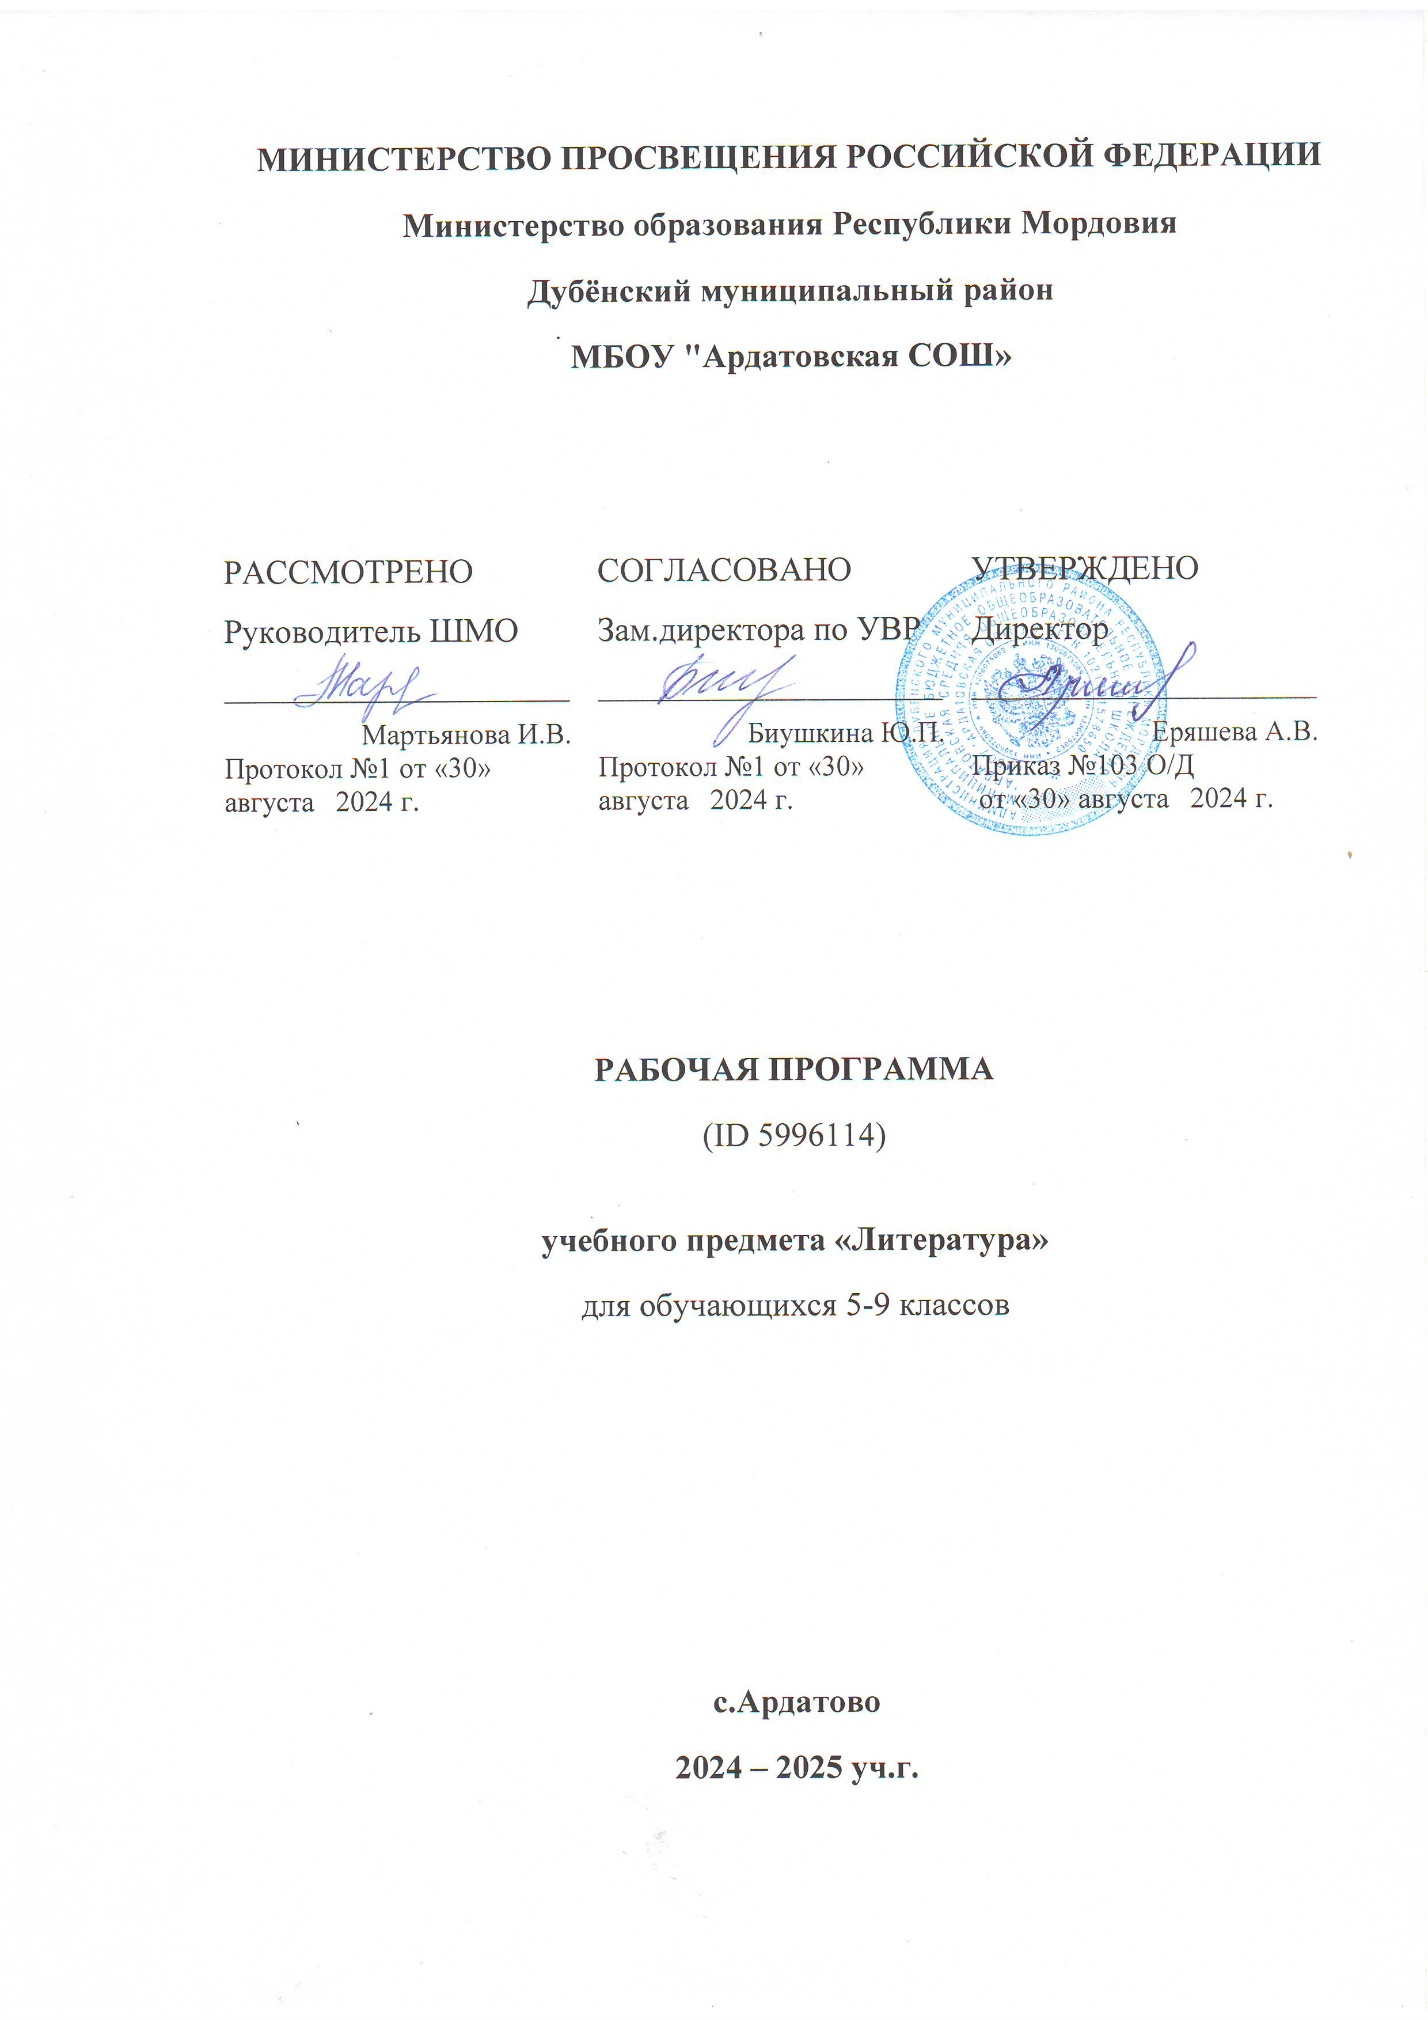 МИНИСТЕРСТВО ПРОСВЕЩЕНИЯ РОССИЙСКОЙ ФЕДЕРАЦИИ
Министерство образования Республики Мордовия
Дубёнский муниципальный район
МБОУ "Ардатовская СОШ»
РАССМОТРЕНО
Руководитель ШМО
Мартьянова И.В.
Протокол №1 от «30»
августа 2024 г.
СОГЛАСОВАНО
Зам.директора по УВР
Биушкина Ю.П.
Протокол №1 от «30»
августа 2024 г.
УТВЕРЖДЕНО
Директор
Еряшева А.В.
Приказ №103 О/Д
от «30» августа 2024 г.
РАБОЧАЯ ПРОГРАММА
(ID 5996114)
учебного предмета «Литература»
для обучающихся 5-9 классов
с.Ардатово
2024 – 2025 уч.г.